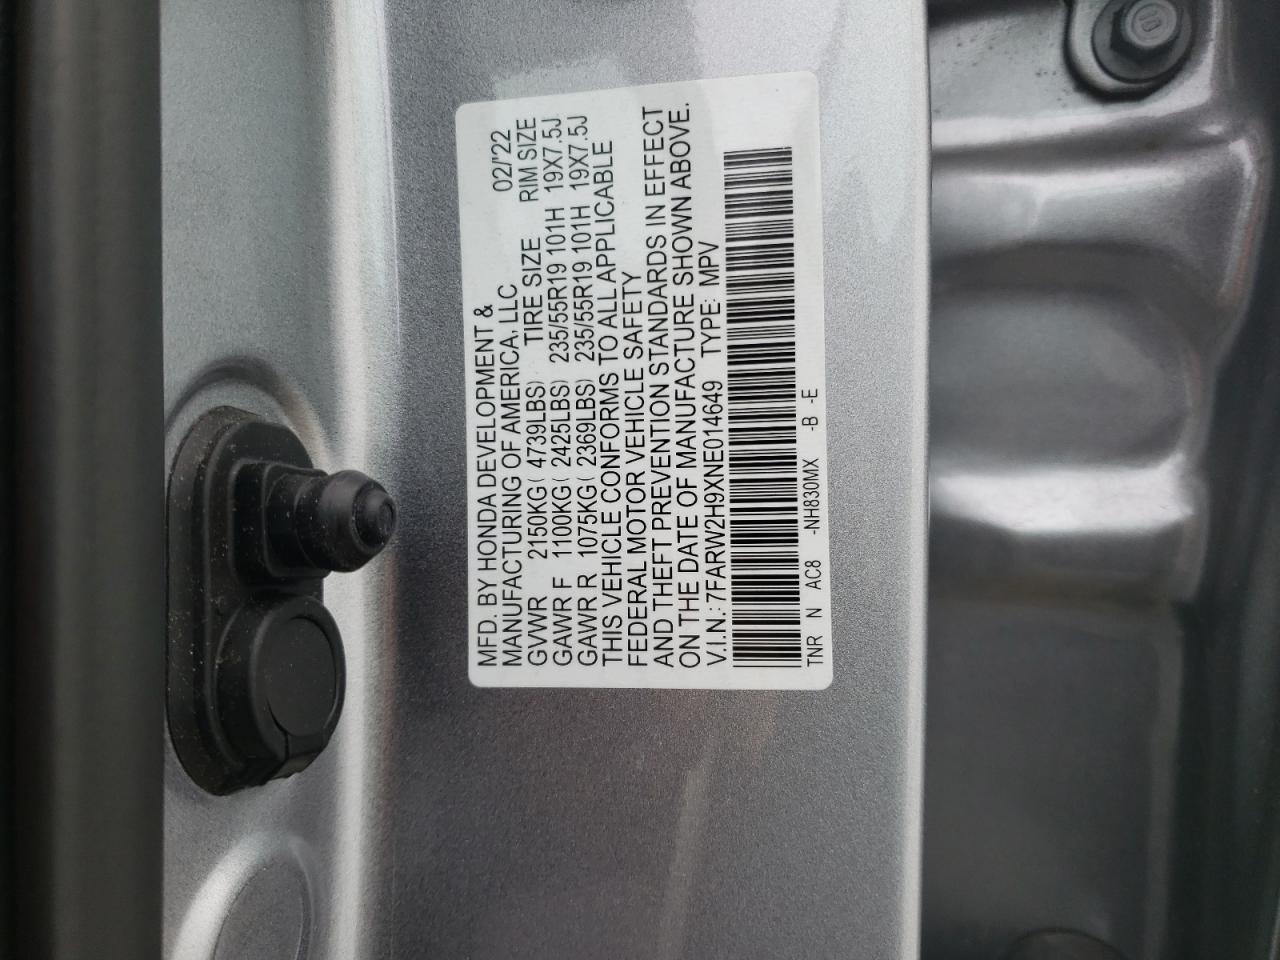 MFD. BY HONDA DEVELOPMENT & 02/'22
MANUFACTURING OF AMERICA, LLC
GVWR 2150KG( 4739LBS) TIRE SIZE RIM SIZE
GAWR F 1100KG( 2425LBS) 235/55R19 101H 19X7.5J
GAWR R 1075KG( 2369LBS) 235/55R19 101H 19X7.5J
THIS VEHICLE CONFORMS TO ALL APPLICABLE
FEDERAL MOTOR VEHICLE SAFETY
AND THEFT PREVENTION STANDARDS IN EFFECT
ON THE DATE OF MANUFACTURE SHOWN ABOVE.
V.I.N.: 7FARW2H9XNE014649 TYPE: MPV
TNR N AC8 -NH830MX -B -E